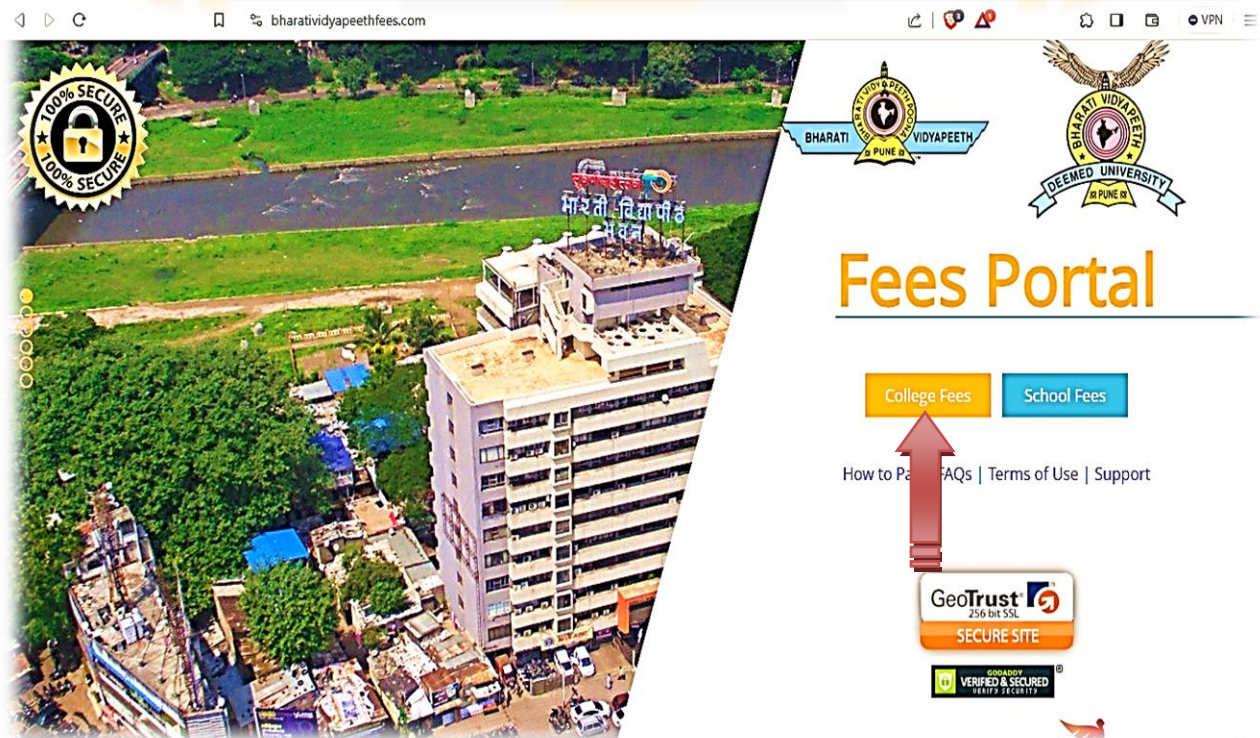 bharatividyapeethfees.com
VPN
100% SECURE
100% SECURE
भारती विद्यापीठ
भवन
BHARATI VIDYAPEETH
PUNE
BHARATI VIDYAPEETH
DEEMED UNIVERSITY
PUNE
Fees Portal
College Fees
School Fees
How to Pa FAQs | Terms of Use | Support
GeoTrust
256 bit SSL
SECURE SITE
GODADDY
VERIFIED & SECURED
VERIFY SECURITY